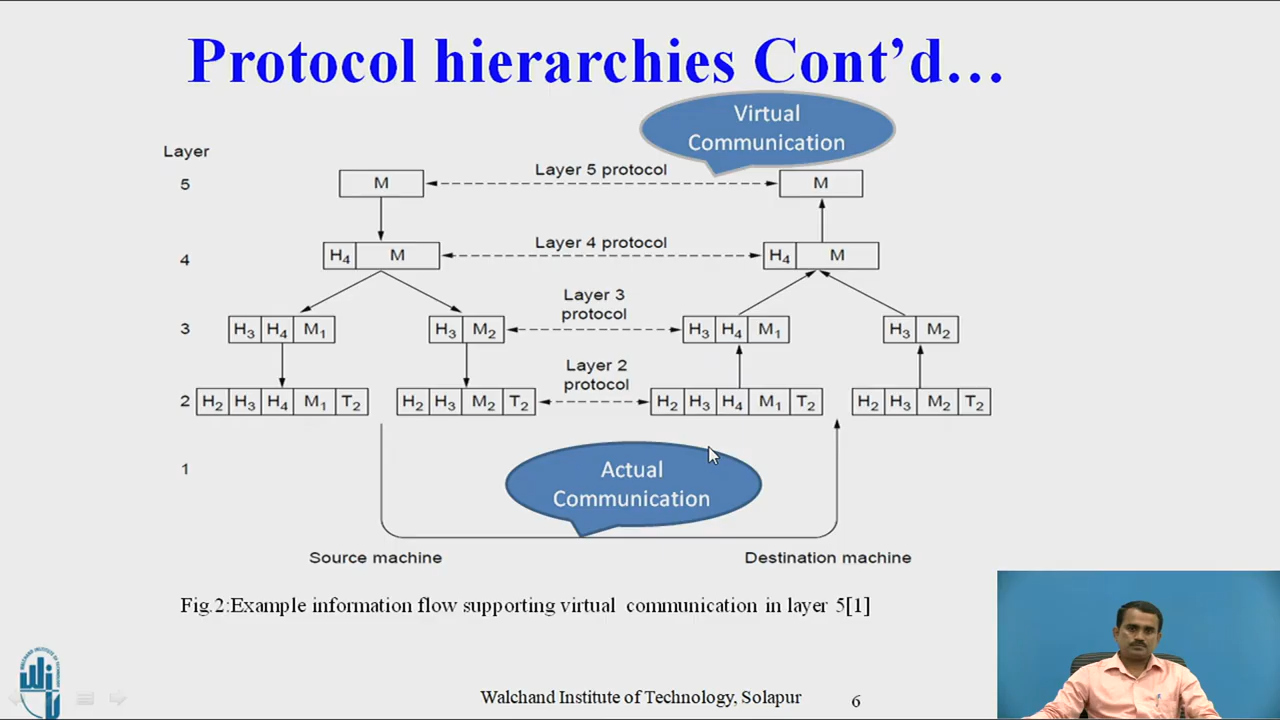 Protocol hierarchies Cont’d…
Virtual
Communication
Layer
5 M Layer 5 protocol M
4 H4 M Layer 4 protocol H4 M
Layer 3
protocol
3 H3 H4 M1 H3 M2 H3 H4 M1 H3 M2
Layer 2
protocol
2 H2 H3 H4 M1 T2 H2 H3 M2 T2 H2 H3 H4 M1 T2 H2 H3 M2 T2
1
Actual
Communication
Source machine Destination machine
Fig.2:Example information flow supporting virtual communication in layer 5[1]
Walchand Institute of Technology, Solapur 6